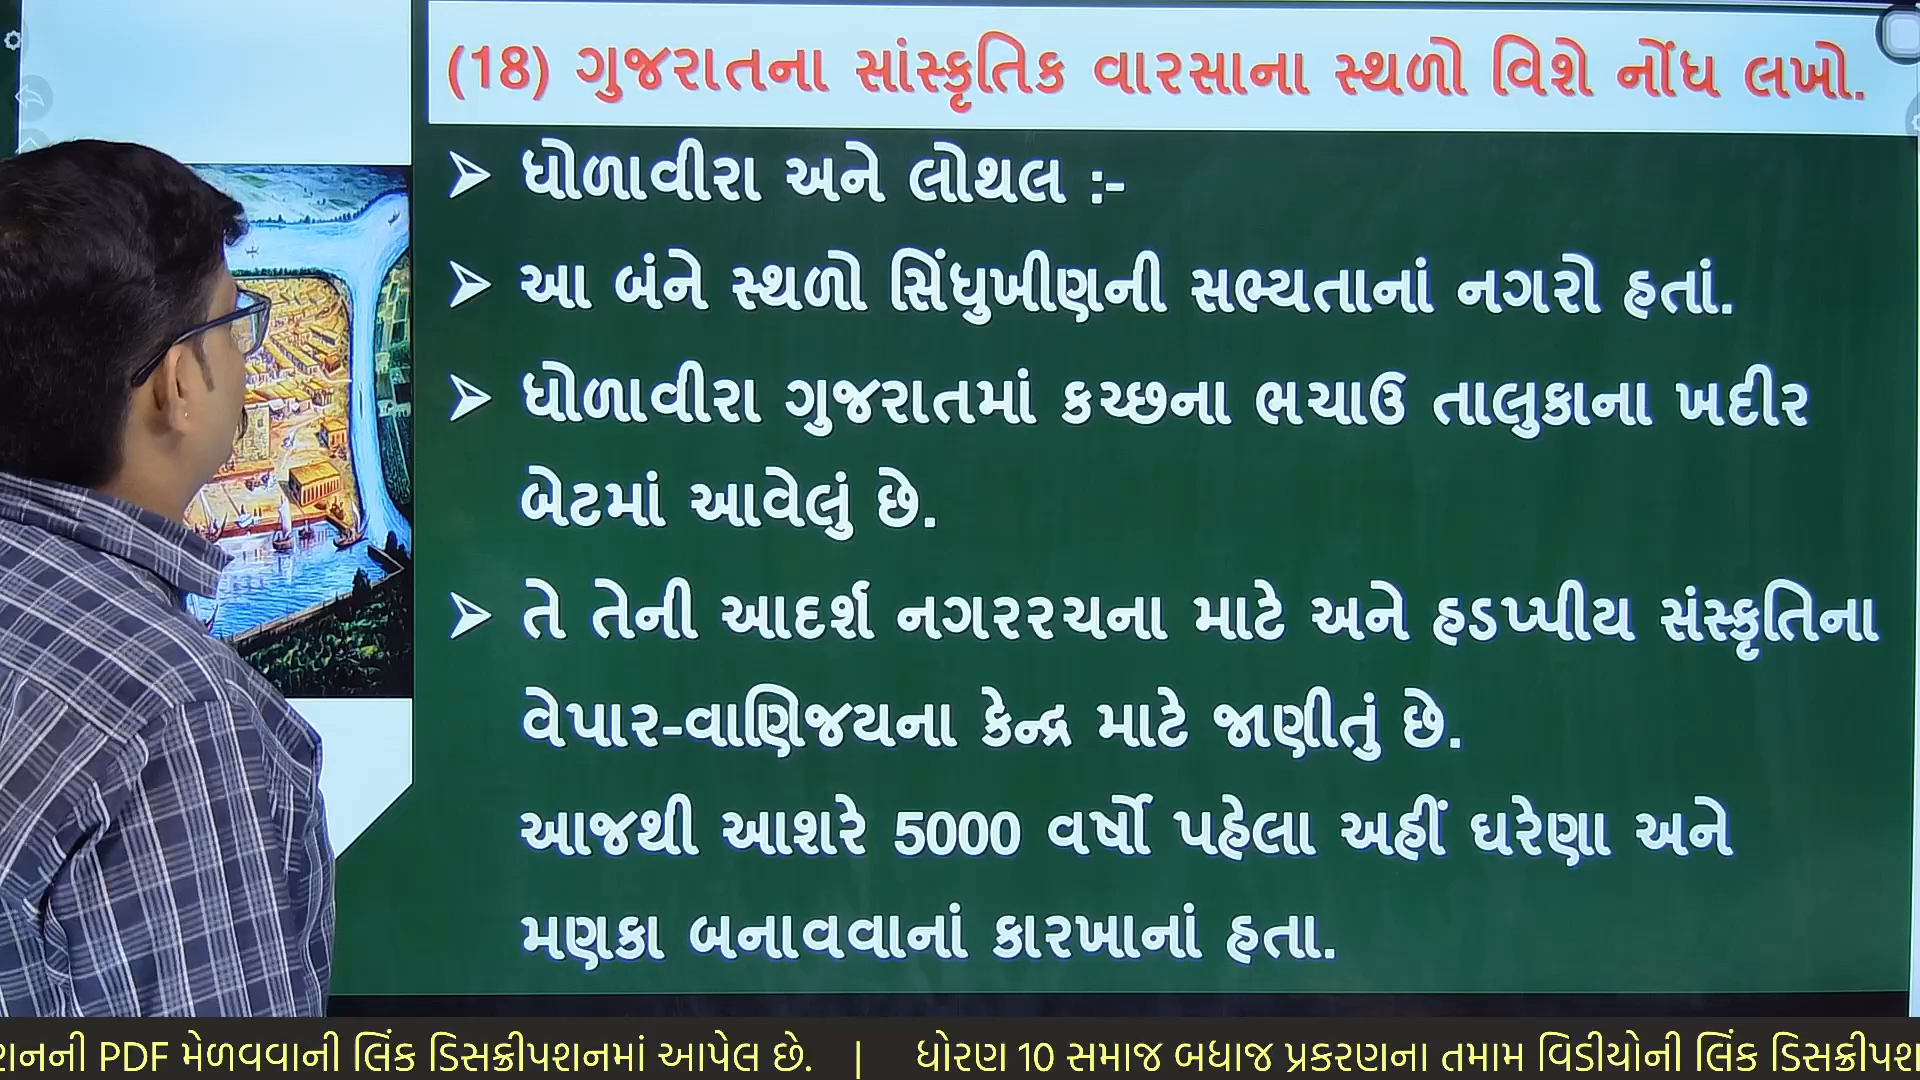 (18) ગુજરાતના સાંસ્કૃતિક વારસાના સ્થળો વિશે નોંધ લખો.
➢ ધોળાવીરા અને લોથલ :-
➢ આ બંને સ્થળો સિંધુખીણની સભ્યતાનાં નગરો હતાં.
➢ ધોળાવીરા ગુજરાતમાં કચ્છના ભચાઉ તાલુકાના ખદીર
બેટમાં આવેલું છે.
➢ તે તેની આદર્શ નગરરચના માટે અને હડપ્પીય સંસ્કૃતિના
વેપાર-વાણિજયના કેન્દ્ર માટે જાણીતું છે.
આજથી આશરે 5000 વર્ષો પહેલા અહીં ઘરેણા અને
મણકા બનાવવાનાં કારખાનાં હતા.
PDF મેળવવાની લિંક ડિસક્રીપશનમાં આપેલ છે. | ધોરણ 10 સમાજ બધાજ પ્રકરણના તમામ વિડીયોની લિંક